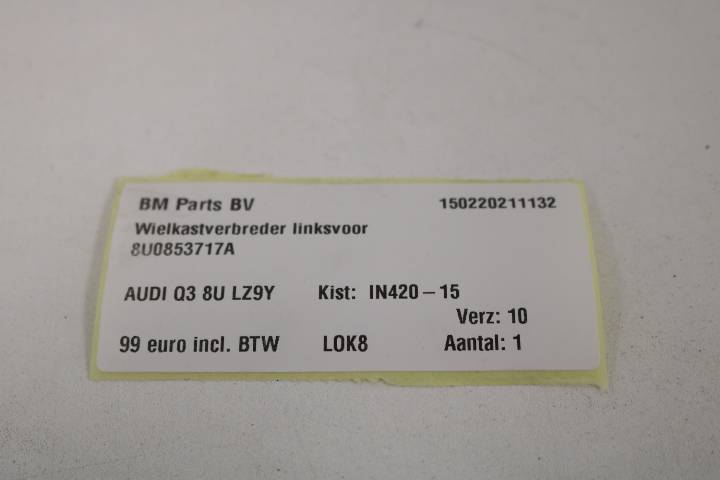 BM Parts BV 150220211132
Wielkastverbreder linksvoor
8U0853717A
AUDI Q3 8U LZ9Y Kist: IN420-15
Verz: 10
99 euro incl. BTW LOK8 Aantal: 1